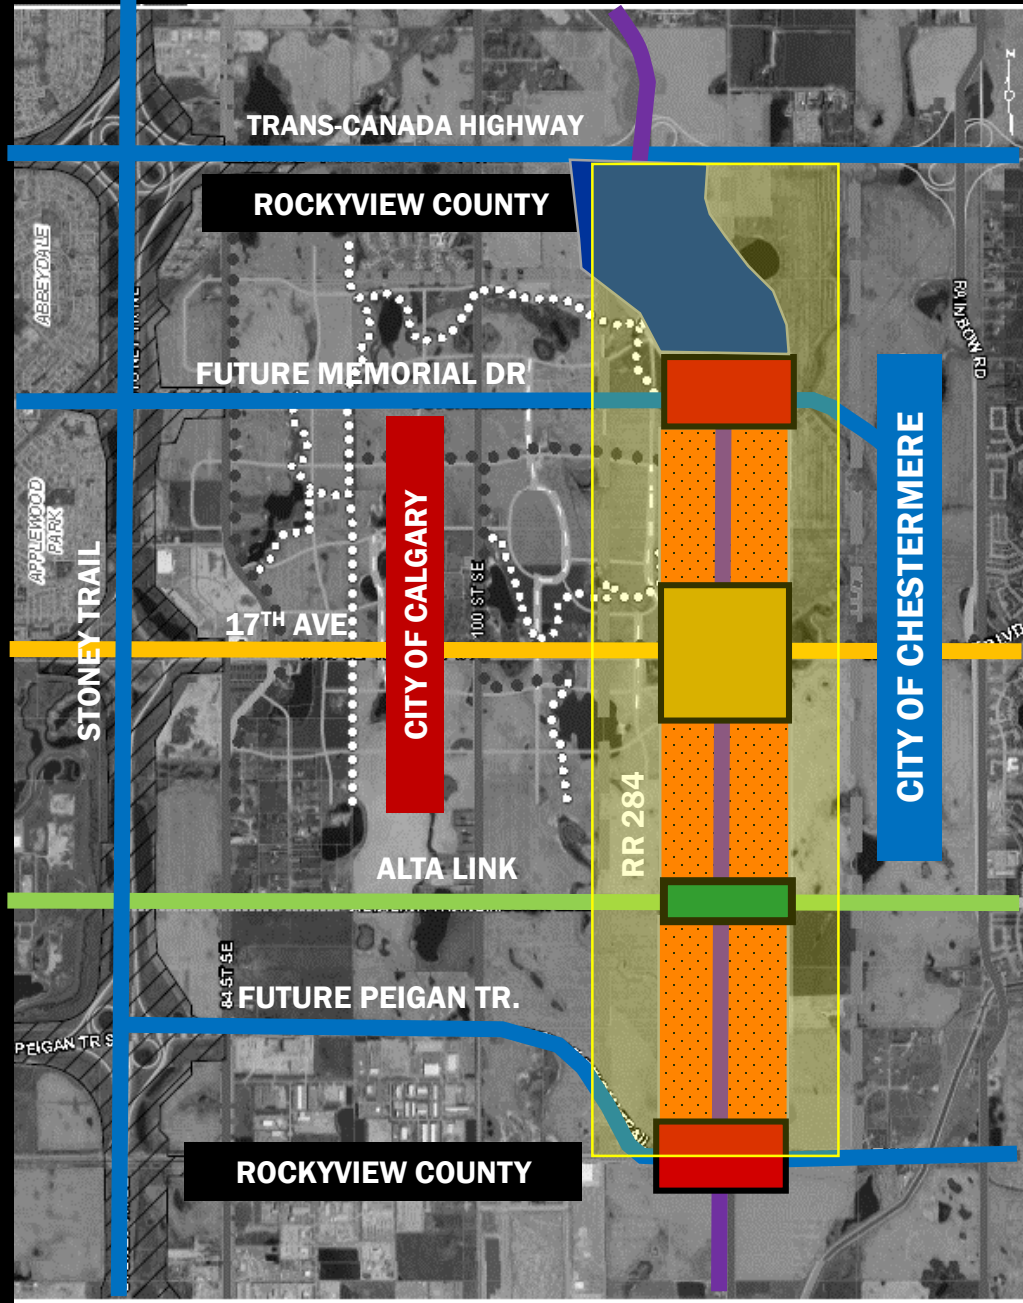 N
TRANS-CANADA HIGHWAY
ROCKYVIEW COUNTY
ABBEYDALE
RAINBOW RD
FUTURE MEMORIAL DR
CITY OF CHESTERMERE
CITY OF CALGARY
APPLEWOOD
PARK
STONEY TRAIL
100 ST SE
17TH AVE
RR 284
ALTA LINK
84 ST SE
FUTURE PEIGAN TR.
PEIGAN TR S
ROCKYVIEW COUNTY